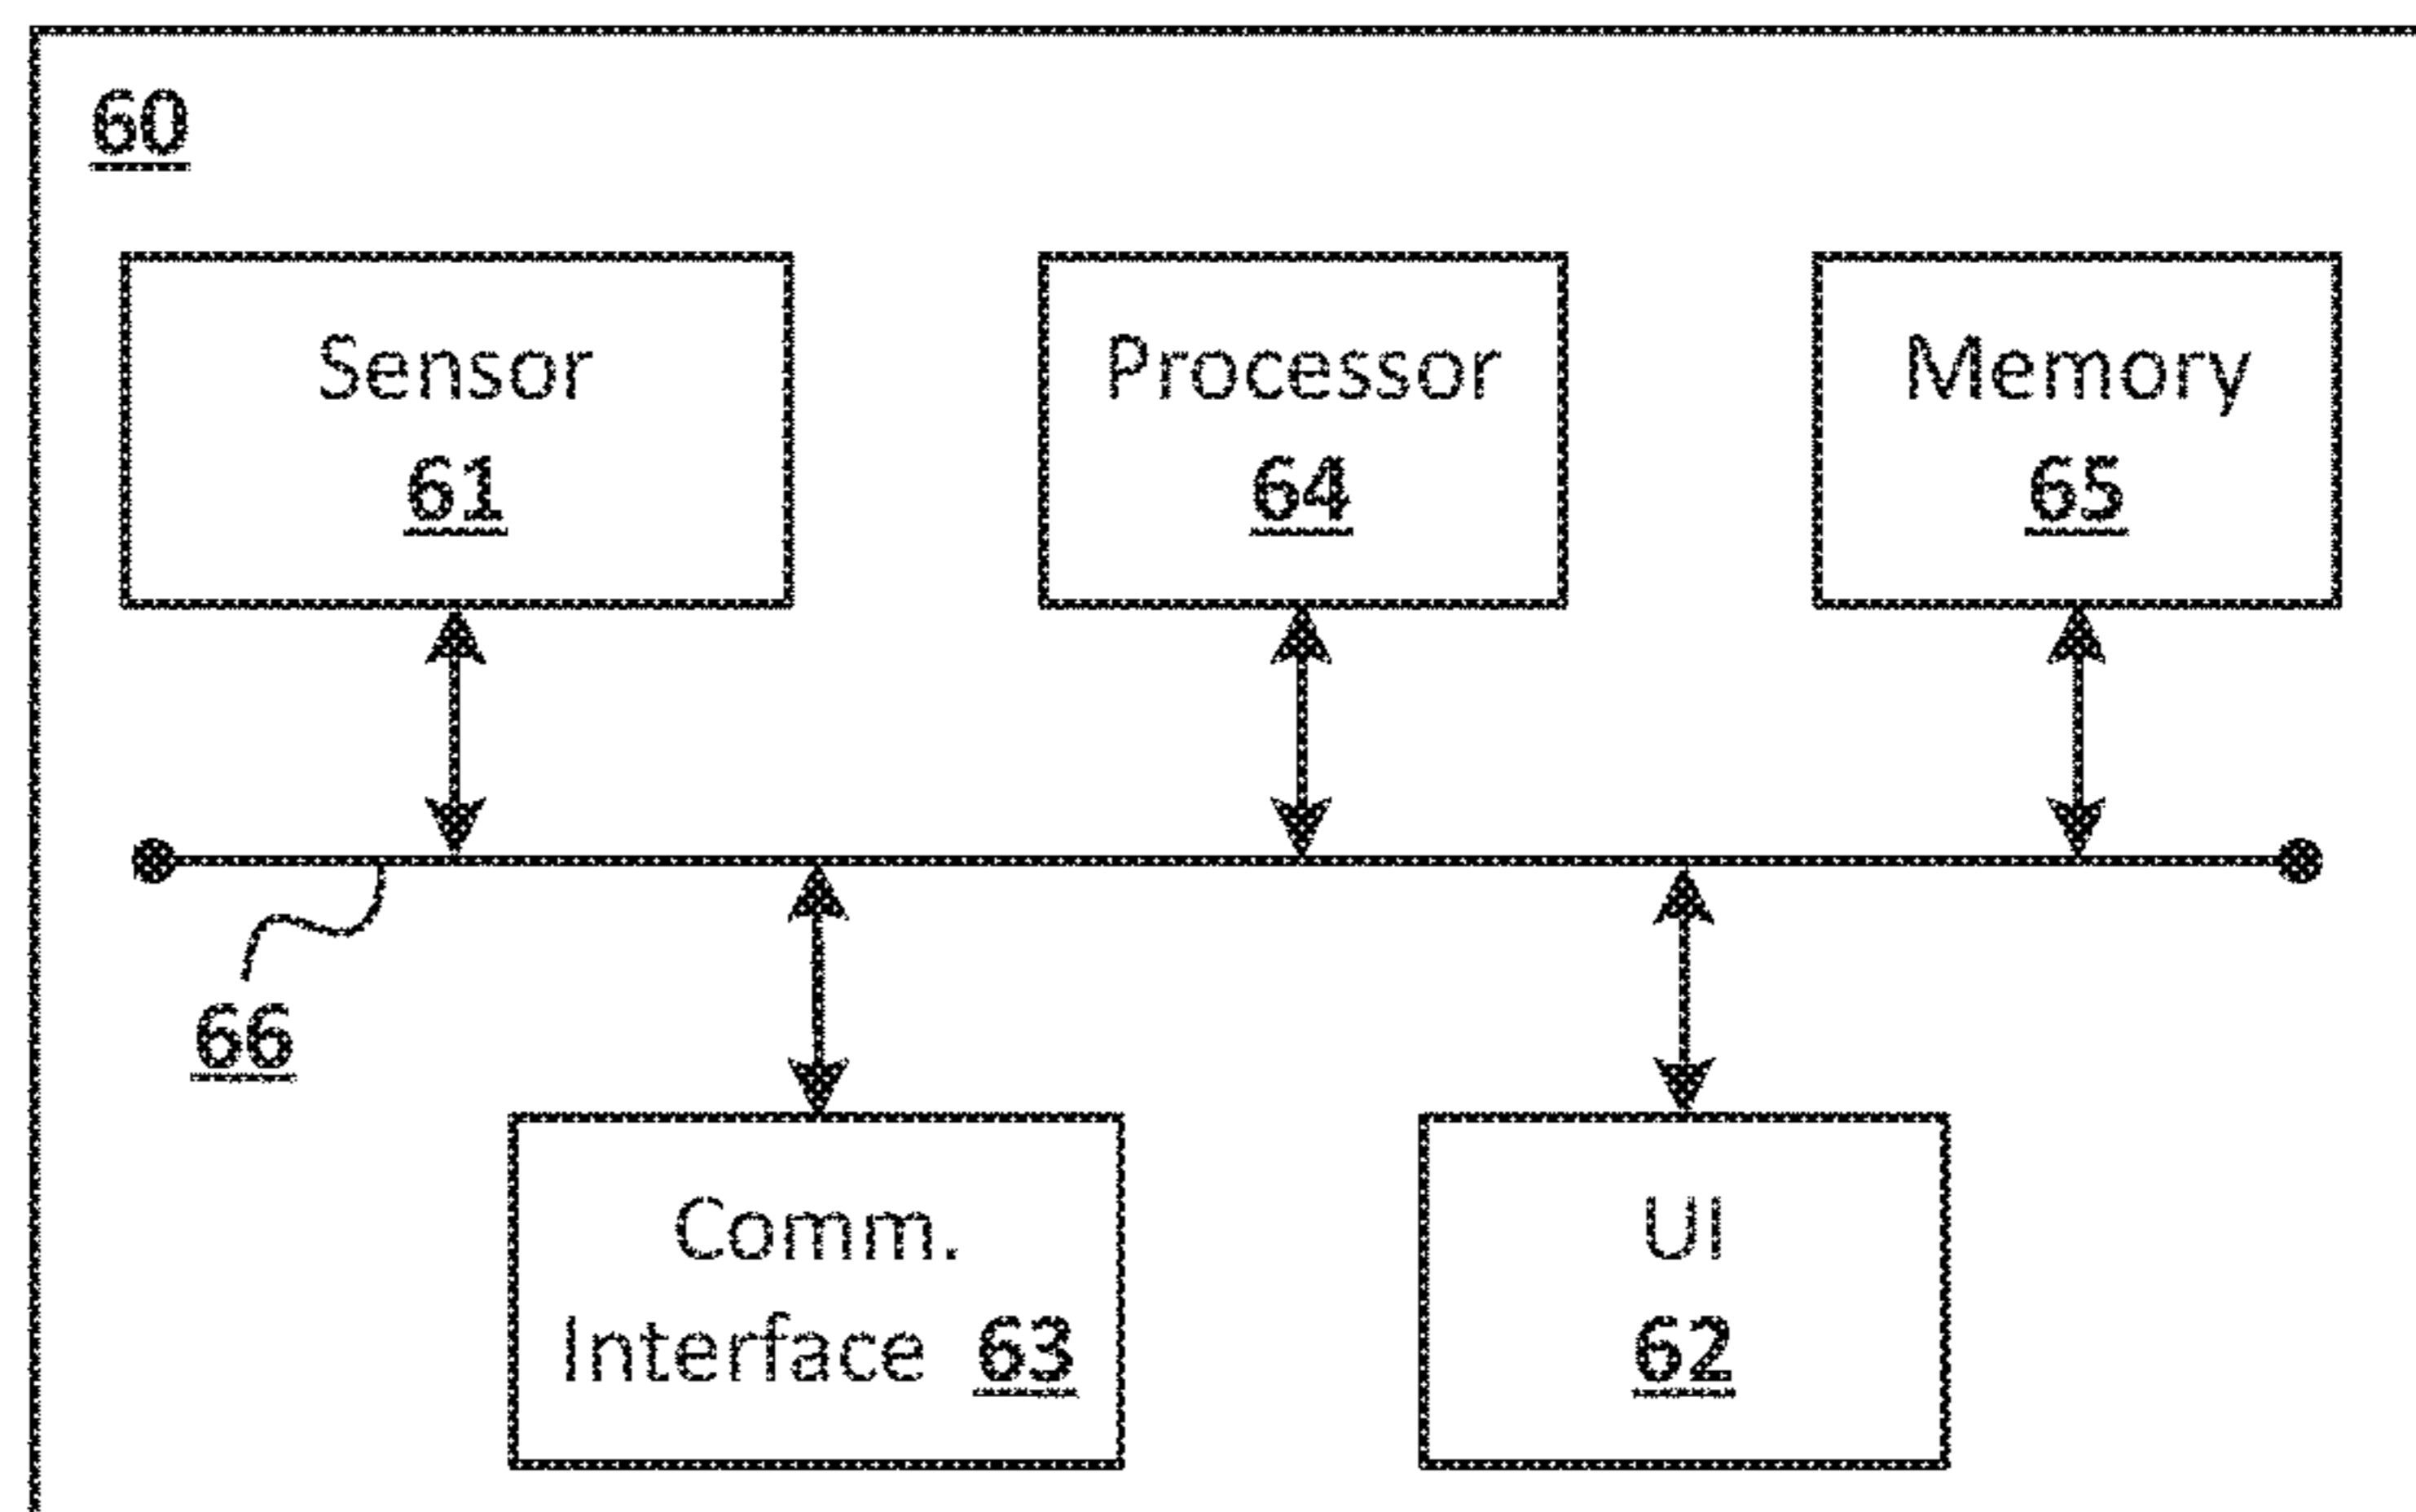 60
Sensor
61
Processor
64
Memory
65
66
Comm.
Interface 63
UI
62